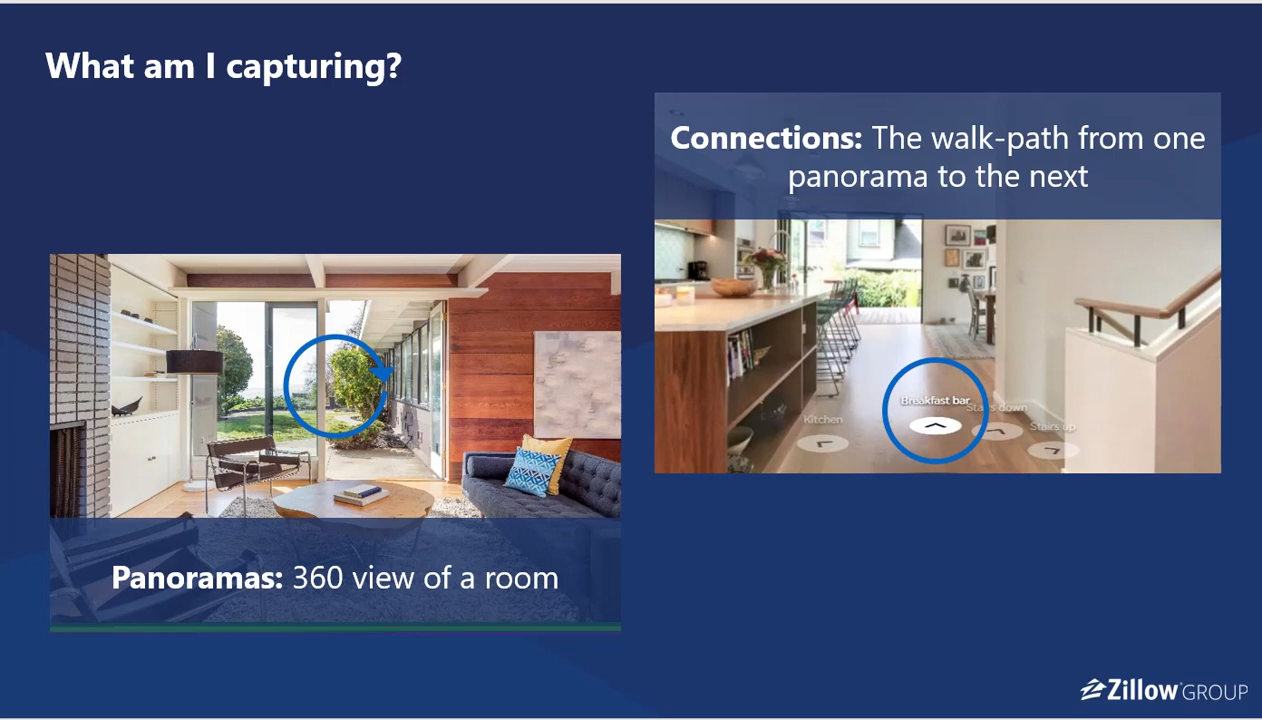 What am I capturing?
Connections: The walk-path from one
panorama to the next
Breakfast bar
Stairs down
Kitchen
Stairs up
Panoramas: 360 view of a room
Zillow GROUP